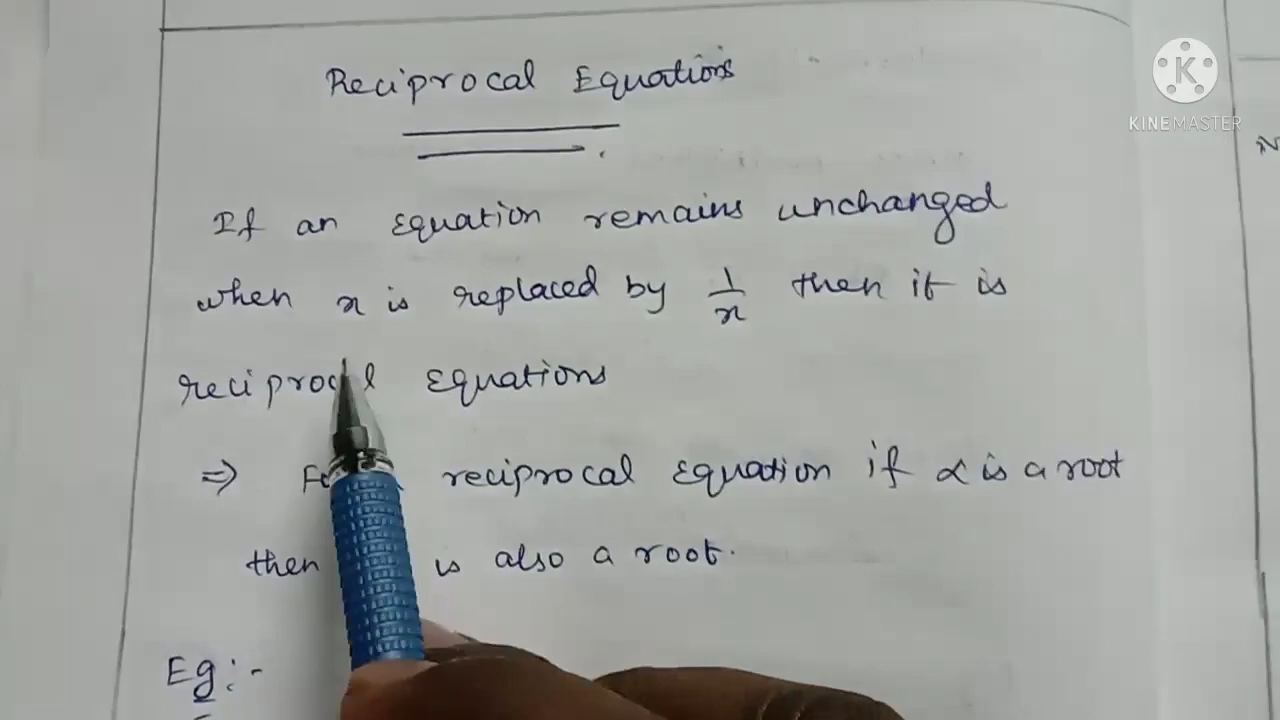 Reciprocal Equations
K
KINEMASTER
If an Equation remains unchanged
when x is replaced by 1/x then it is
reciprocal Equations
⇒ reciprocal Equation if α is a root
then is also a root.
Eg:-